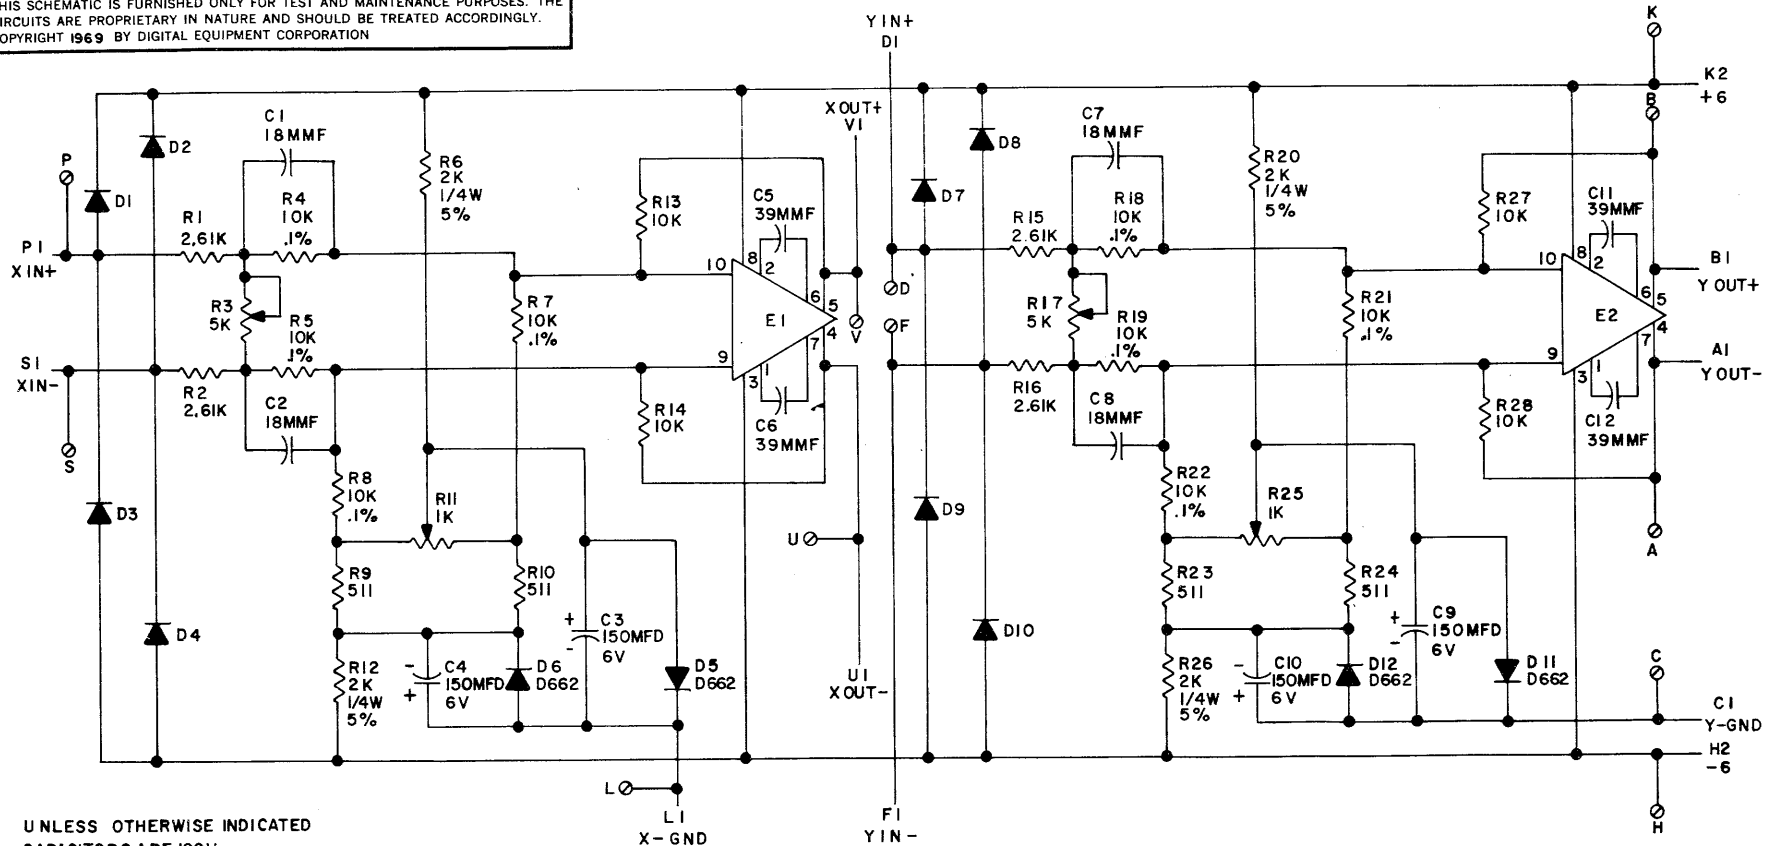 HIS SCHEMATIC IS FURNISHED ONLY FOR TEST AND MAINTENANCE PURPOSES. THE
IRCUITS ARE PROPRIETARY IN NATURE AND SHOULD BE TREATED ACCORDINGLY.
OPYRIGHT 1969 BY DIGITAL EQUIPMENT CORPORATION
P
P1
XIN+
S1
XIN-
S
D1
D2
D3
D4
R1
2.61K
R2
2.61K
C1
18MMF
R4
10K
.1%
R3
5K
R5
10K
.1%
C2
18MMF
R6
2K
1/4W
5%
R7
10K
.1%
R8
10K
.1%
R11
1K
R9
511
R10
511
R12
2K
1/4W
5%
-
C4
150MFD
+
6V
D6
D662
+
C3
150MFD
-
6V
D5
D662
R13
10K
R14
10K
C5
39MMF
C6
39MMF
10
8
2
6
5
4
7
9
1
3
E1
XOUT+
V1
V
U
U1
XOUT-
L
L1
X-GND
YIN+
D1
D
F
F1
YIN-
D7
D8
D9
D10
R15
2.61K
R16
2.61K
C7
18MMF
R18
10K
.1%
R17
5K
R19
10K
.1%
C8
18MMF
R20
2K
1/4W
5%
R21
10K
.1%
R22
10K
.1%
R25
1K
R23
511
R24
511
R26
2K
1/4W
5%
-
C10
150MFD
+
6V
D12
D662
+
C9
150MFD
-
6V
D11
D662
R27
10K
R28
10K
C11
39MMF
C12
39MMF
10
8
2
6
5
4
7
9
1
3
E2
K
K2
+6
B
B1
YOUT+
A1
YOUT-
A
C
C1
Y-GND
H2
-6
H
UNLESS OTHERWISE INDICATED